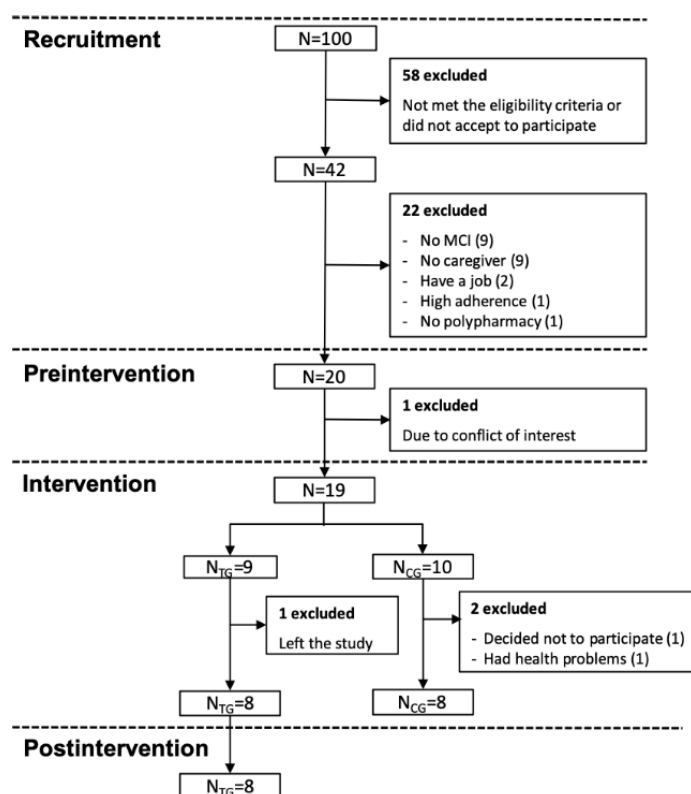 Recruitment
N=100
58 excluded
Not met the eligibility criteria or
did not accept to participate
N=42
22 excluded
- No MCI (9)
- No caregiver (9)
- Have a job (2)
- High adherence (1)
- No polypharmacy (1)
Preintervention
N=20
1 excluded
Due to conflict of interest
Intervention
N=19
NTG=9
NCG=10
1 excluded
Left the study
2 excluded
- Decided not to participate (1)
- Had health problems (1)
NTG=8
NCG=8
Postintervention
NTG=8